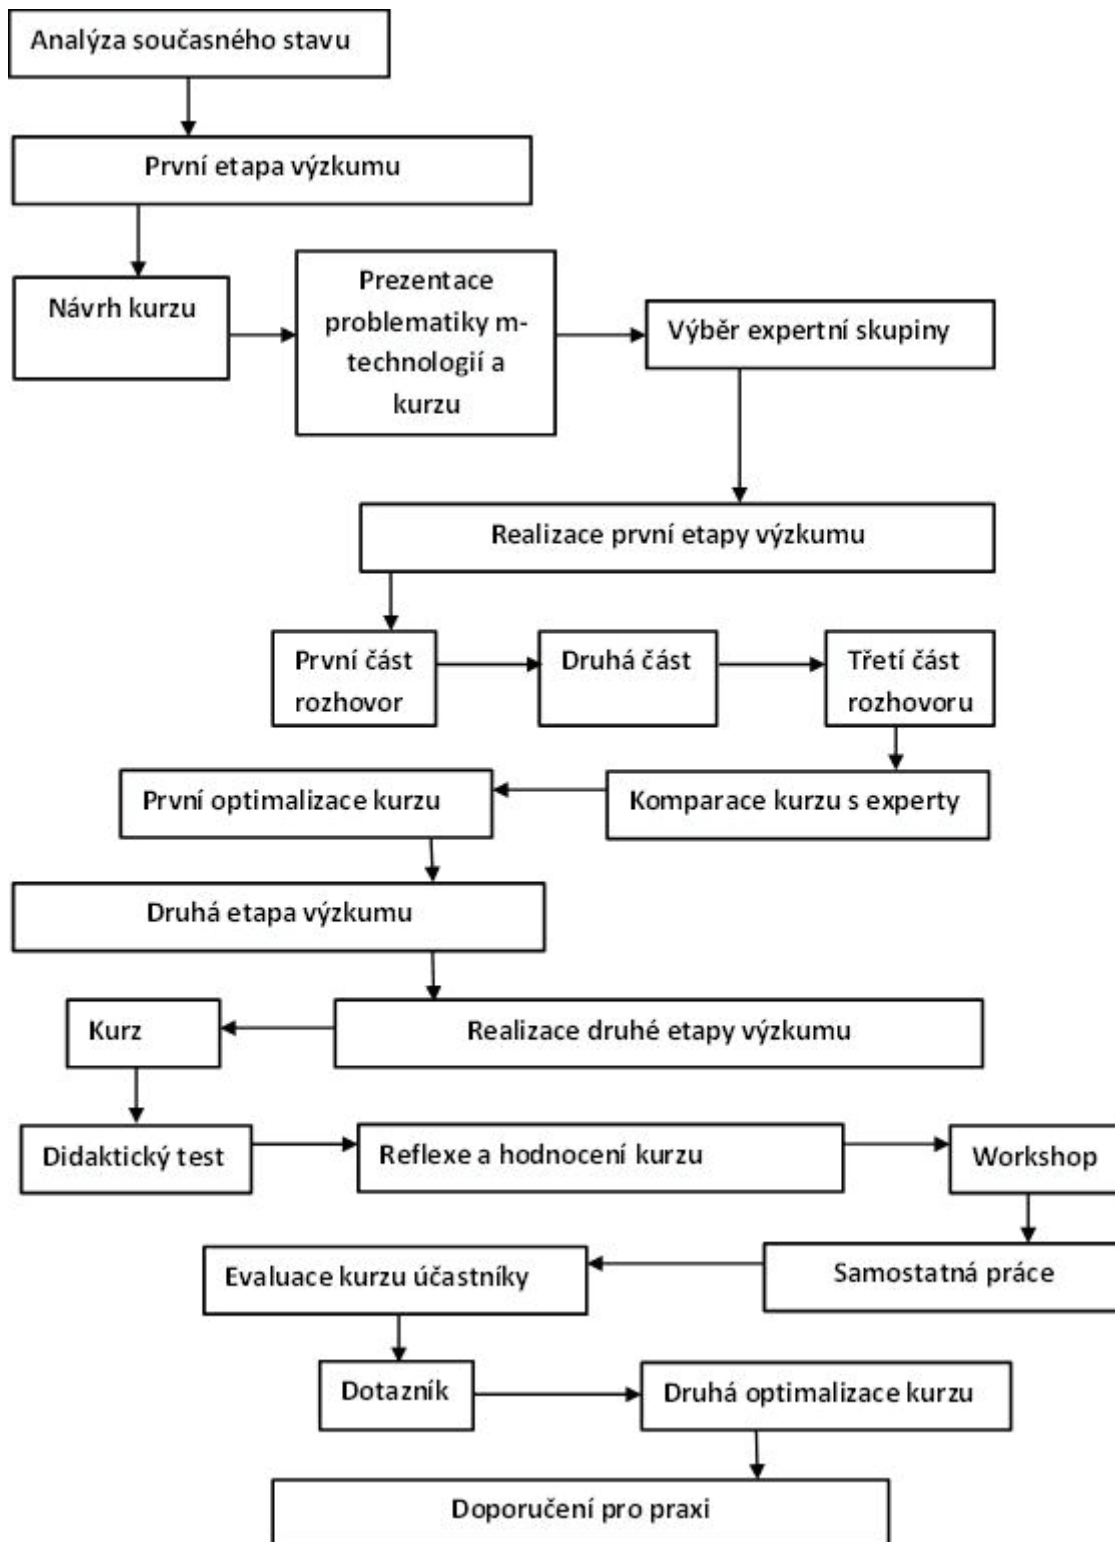 Analýza současného stavu
První etapa výzkumu
Návrh kurzu
Prezentace
problematiky m-
technologií a
kurzu
Výběr expertní skupiny
Realizace první etapy výzkumu
První část
rozhovor
Druhá část
Třetí část
rozhovoru
První optimalizace kurzu
Komparace kurzu s experty
Druhá etapa výzkumu
Kurz
Realizace druhé etapy výzkumu
Didaktický test
Reflexe a hodnocení kurzu
Workshop
Evaluace kurzu účastníky
Samostatná práce
Dotazník
Druhá optimalizace kurzu
Doporučení pro praxi